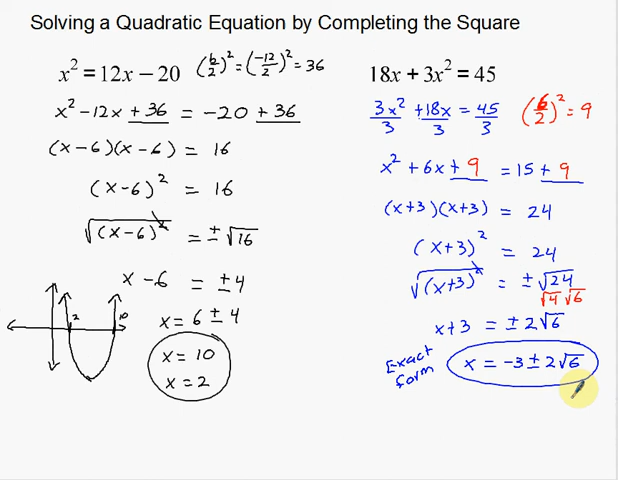 Solving a Quadratic Equation by Completing the Square
x² = 12x − 20 (b/2)² = (−12/2)² = 36
x² − 12x + 36 = −20 + 36
(x − 6)(x − 6) = 16
(x − 6)² = 16
√(x − 6)² = ± √16
x − 6 = ± 4
x = 6 ± 4
x = 10
x = 2
2
10
18x + 3x² = 45
3x²/3 + 18x/3 = 45/3 (6/2)² = 9
x² + 6x + 9 = 15 + 9
(x + 3)(x + 3) = 24
(x + 3)² = 24
√(x + 3)² = ± √24
√4 √6
x + 3 = ± 2√6
Exact form x = −3 ± 2√6